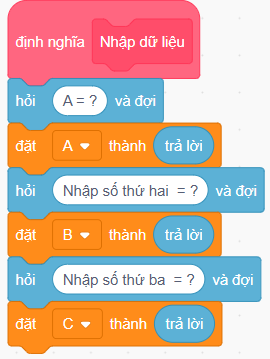 định nghĩa Nhập dữ liệu
hỏi A = ? và đợi
đặt A thành trả lời
hỏi Nhập số thứ hai = ? và đợi
đặt B thành trả lời
hỏi Nhập số thứ ba = ? và đợi
đặt C thành trả lời